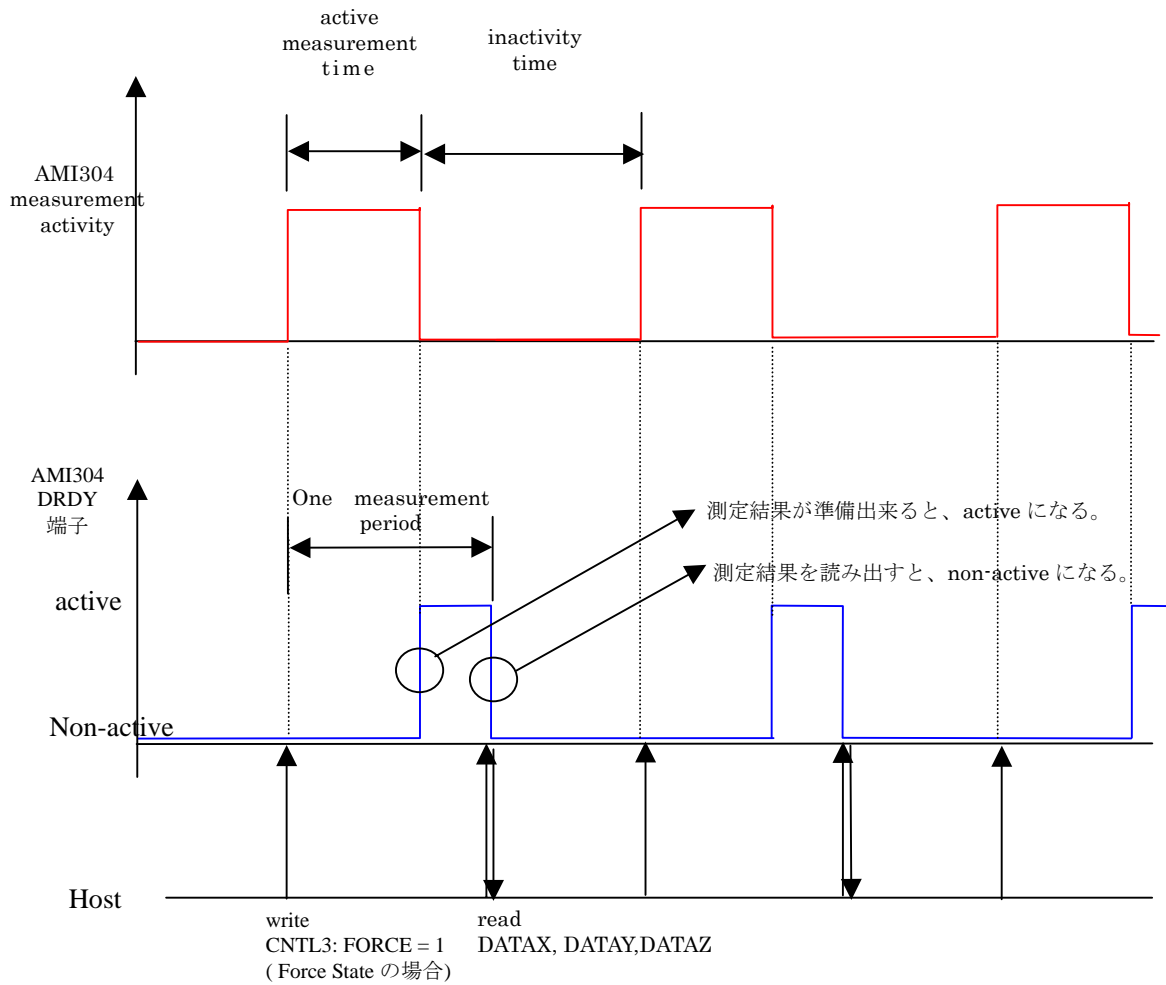 active
measurement
time
inactivity
time
AMI304
measurement
activity
AMI304
DRDY
端子
One measurement
period
測定結果が準備出来ると、active になる。
測定結果を読み出すと、non-active になる。
active
Non-active
Host
write
CNTL3: FORCE = 1
( Force State の場合)
read
DATAX, DATAY,DATAZ